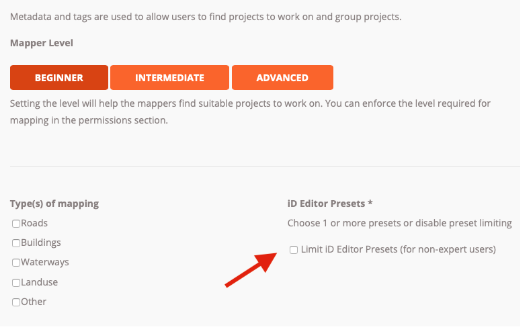 Metadata and tags are used to allow users to find projects to work on and group projects.
Mapper Level
BEGINNER
INTERMEDIATE
ADVANCED
Setting the level will help the mappers find suitable projects to work on. You can enforce the level required for
mapping in the permissions section.
Type(s) of mapping
Roads
Buildings
Waterways
Landuse
Other
iD Editor Presets *
Choose 1 or more presets or disable preset limiting
Limit iD Editor Presets (for non-expert users)